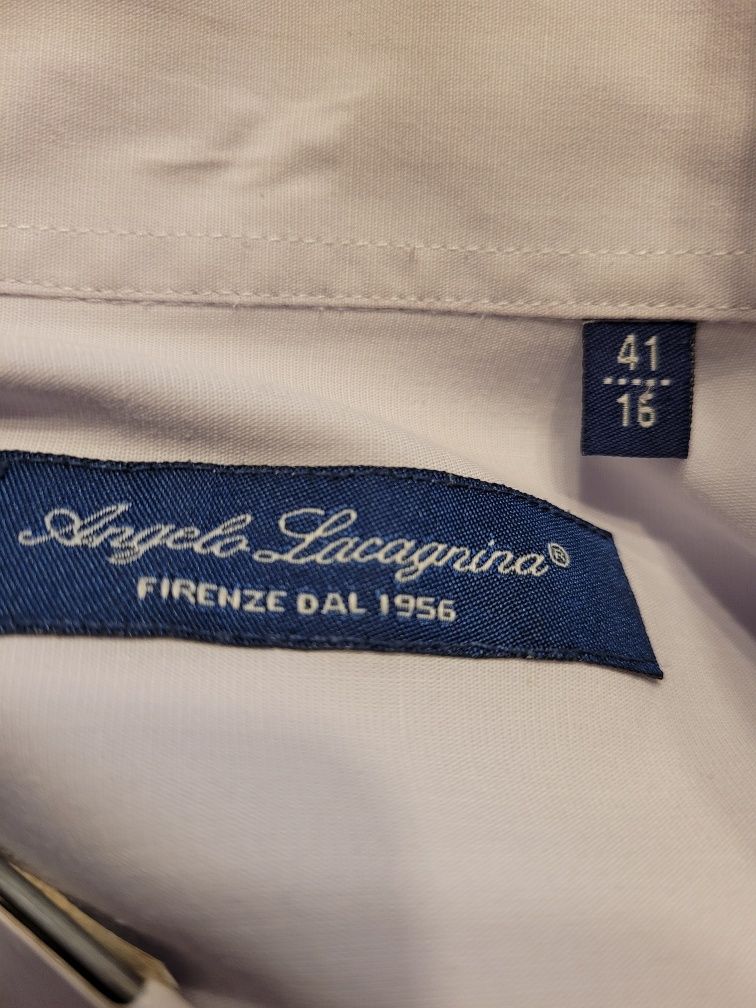 41
16
Angelo Lacagnina®
FIRENZE DAL 1956